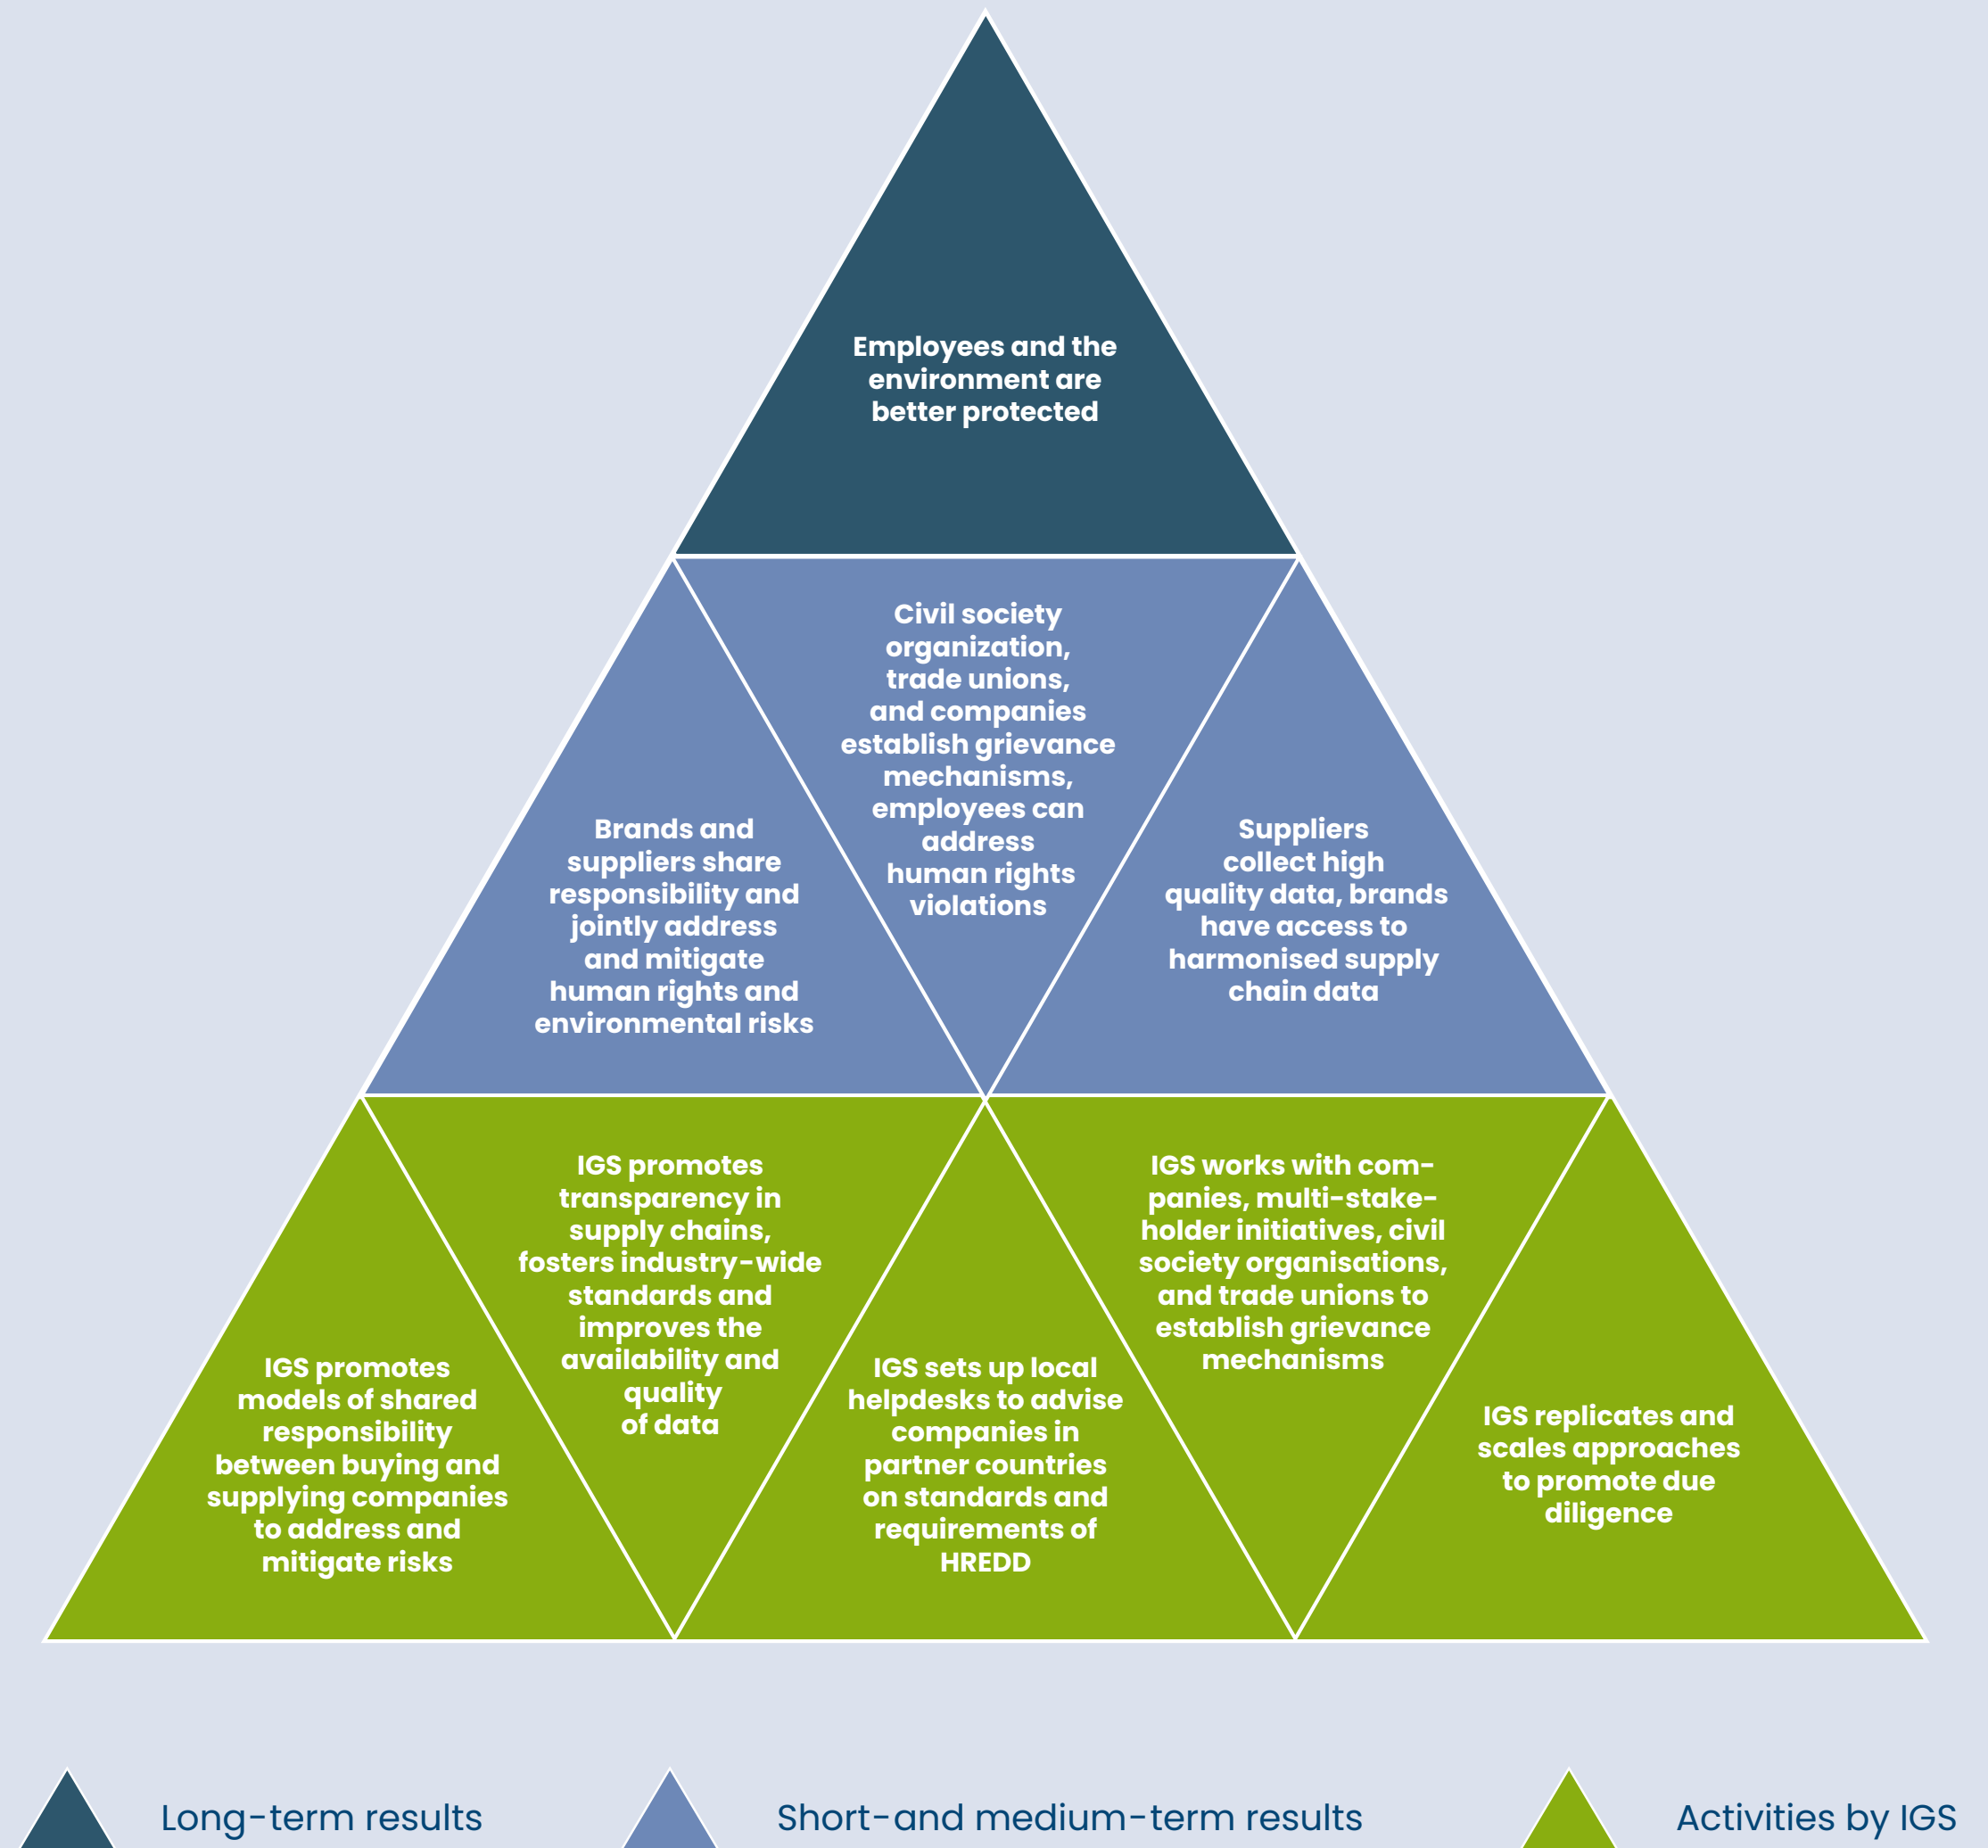 Employees and the
environment are
better protected
Civil society
organization,
trade unions,
and companies
establish grievance
mechanisms,
employees can
address
human rights
violations
Brands and
suppliers share
responsibility and
jointly address
and mitigate
human rights and
environmental risks
Suppliers
collect high
quality data, brands
have access to
harmonised supply
chain data
IGS promotes
models of shared
responsibility
between buying and
supplying companies
to address and
mitigate risks
IGS promotes
transparency in
supply chains,
fosters industry-wide
standards and
improves the
availability and
quality
of data
IGS sets up local
helpdesks to advise
companies in
partner countries
on standards and
requirements of
HREDD
IGS works with com-
panies, multi-stake-
holder initiatives, civil
society organisations,
and trade unions to
establish grievance
mechanisms
IGS replicates and
scales approaches
to promote due
diligence
Long-term results
Short-and medium-term results
Activities by IGS